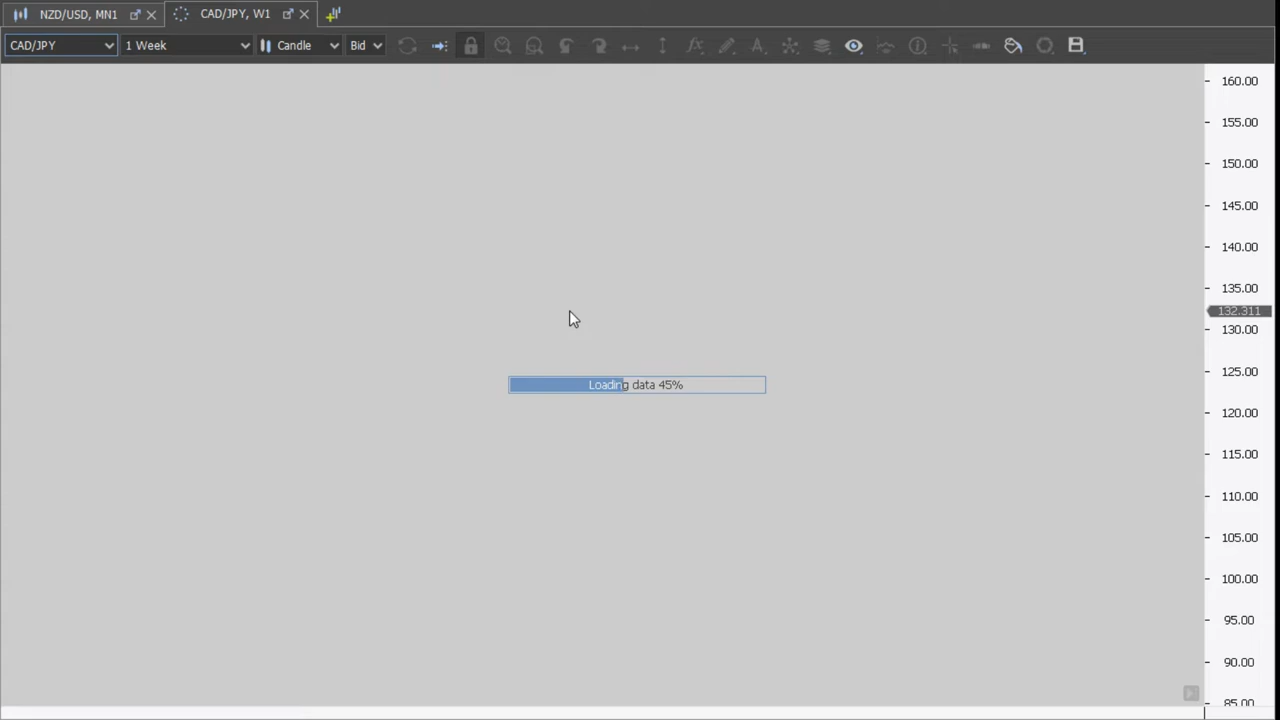 NZD/USD, MN1
CAD/JPY, W1
CAD/JPY
1 Week
Candle
Bid
160.00
155.00
150.00
145.00
140.00
135.00
132.311
130.00
125.00
Loading data 45%
120.00
115.00
110.00
105.00
100.00
95.00
90.00
85.00